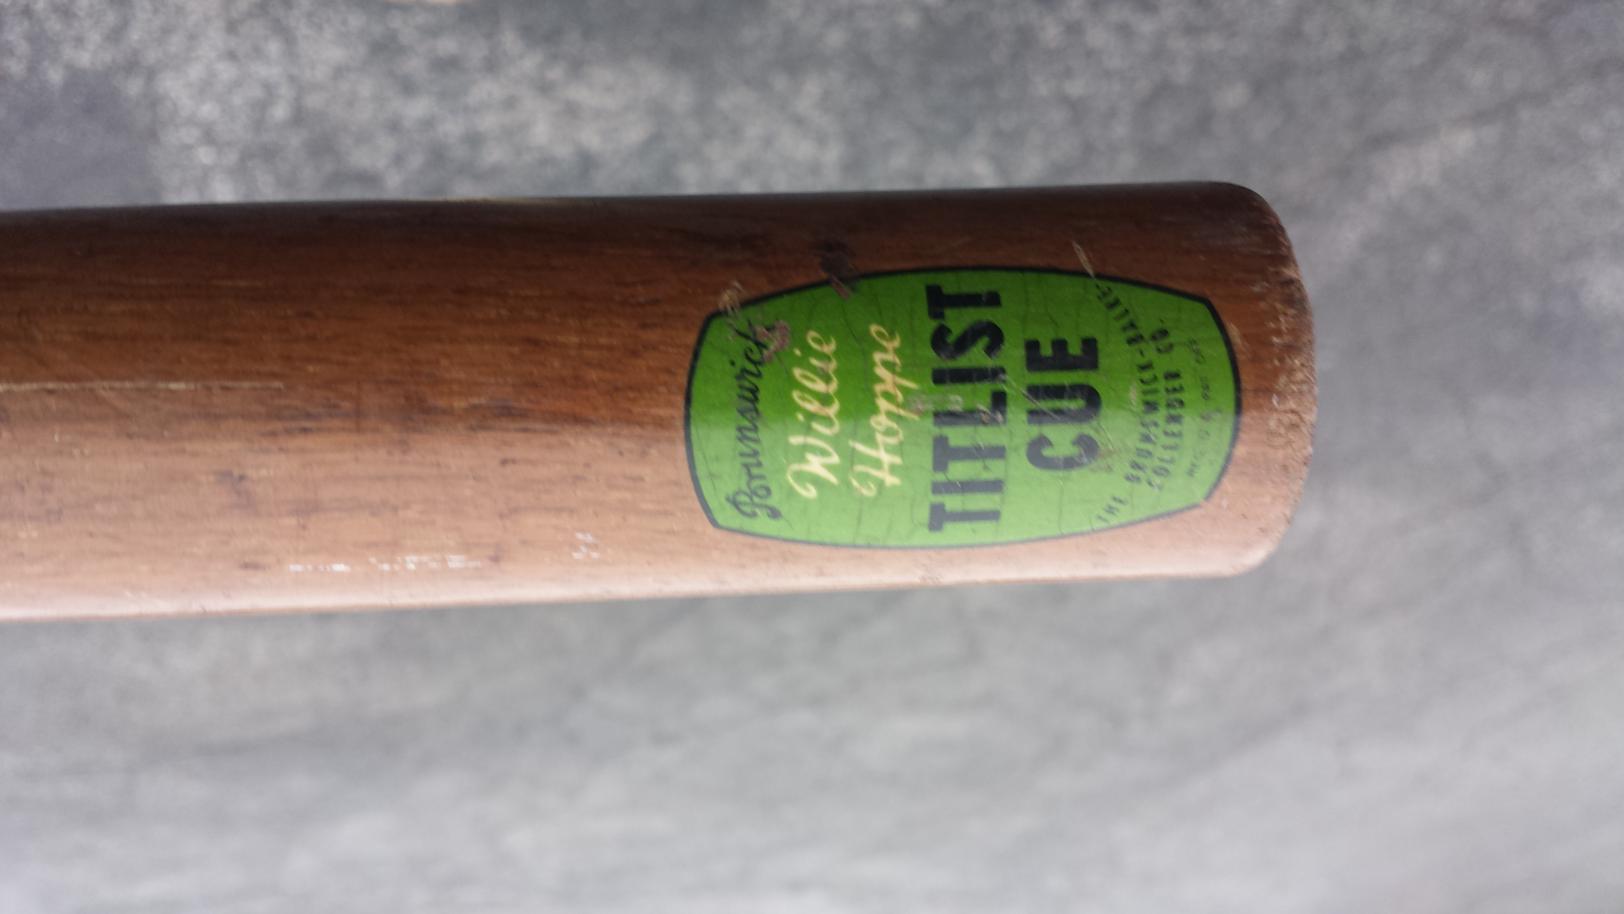 Brunswick
Willie
Hoppe
TITLIST
CUE
THE BRUNSWICK-BALKE-
COLLENDER CO.